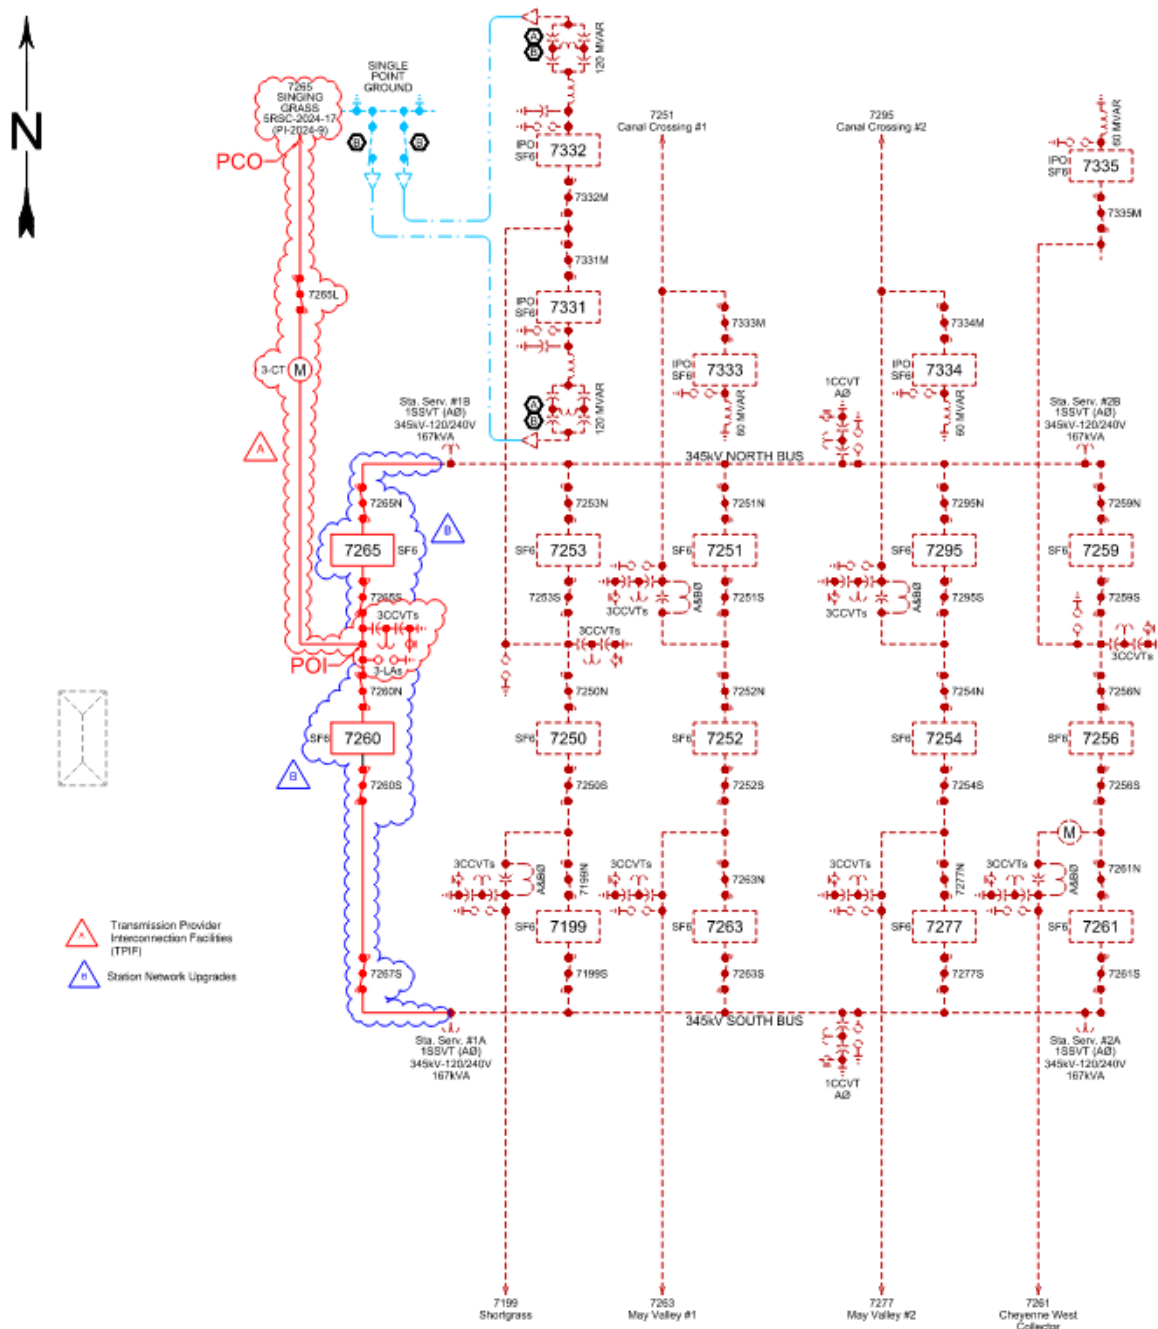 N
7265
SINGING
GRASS
5RSC-2024-17
(PI-2024-9)
PCO
SINGLE
POINT
GROUND
B
B
A
B
120 MVAR
IPO
SF6
7332
7332M
7331M
IPO
SF6
7331
A
B
120 MVAR
7251
Canal Crossing #1
7295
Canal Crossing #2
60 MVAR
IPO
SF6
7335
7335M
7265L
3-CT
M
A
7333M
IPO
SF6
7333
60 MVAR
7334M
IPO
SF6
7334
60 MVAR
1CCVT
AØ
Sta. Serv. #1B
1SSVT (AØ)
345kV-120/240V
167kVA
Sta. Serv. #2B
1SSVT (AØ)
345kV-120/240V
167kVA
345kV NORTH BUS
7265N
7253N
7251N
7295N
7259N
B
7265
SF6
SF6
7253
SF6
7251
SF6
7295
SF6
7259
7265S
7253S
3CCVTs
A&BØ
7251S
3CCVTs
A&BØ
7295S
7259S
3CCVTs
POI
3-LAs
3CCVTs
3CCVTs
7260N
7250N
7252N
7254N
7256N
SF6
7260
SF6
7250
SF6
7252
SF6
7254
SF6
7256
B
7260S
7250S
7252S
7254S
7256S
M
3CCVTs
A&BØ
7199N
3CCVTs
7263N
3CCVTs
7277N
3CCVTs
A&BØ
7261N
SF6
7199
SF6
7263
SF6
7277
SF6
7261
A
Transmission Provider
Interconnection Facilities
(TPIF)
B
Station Network Upgrades
7267S
7199S
7263S
7277S
7261S
345kV SOUTH BUS
Sta. Serv. #1A
1SSVT (AØ)
345kV-120/240V
167kVA
1CCVT
AØ
Sta. Serv. #2A
1SSVT (AØ)
345kV-120/240V
167kVA
7199
Shortgrass
7263
May Valley #1
7277
May Valley #2
7261
Cheyenne West
Collector